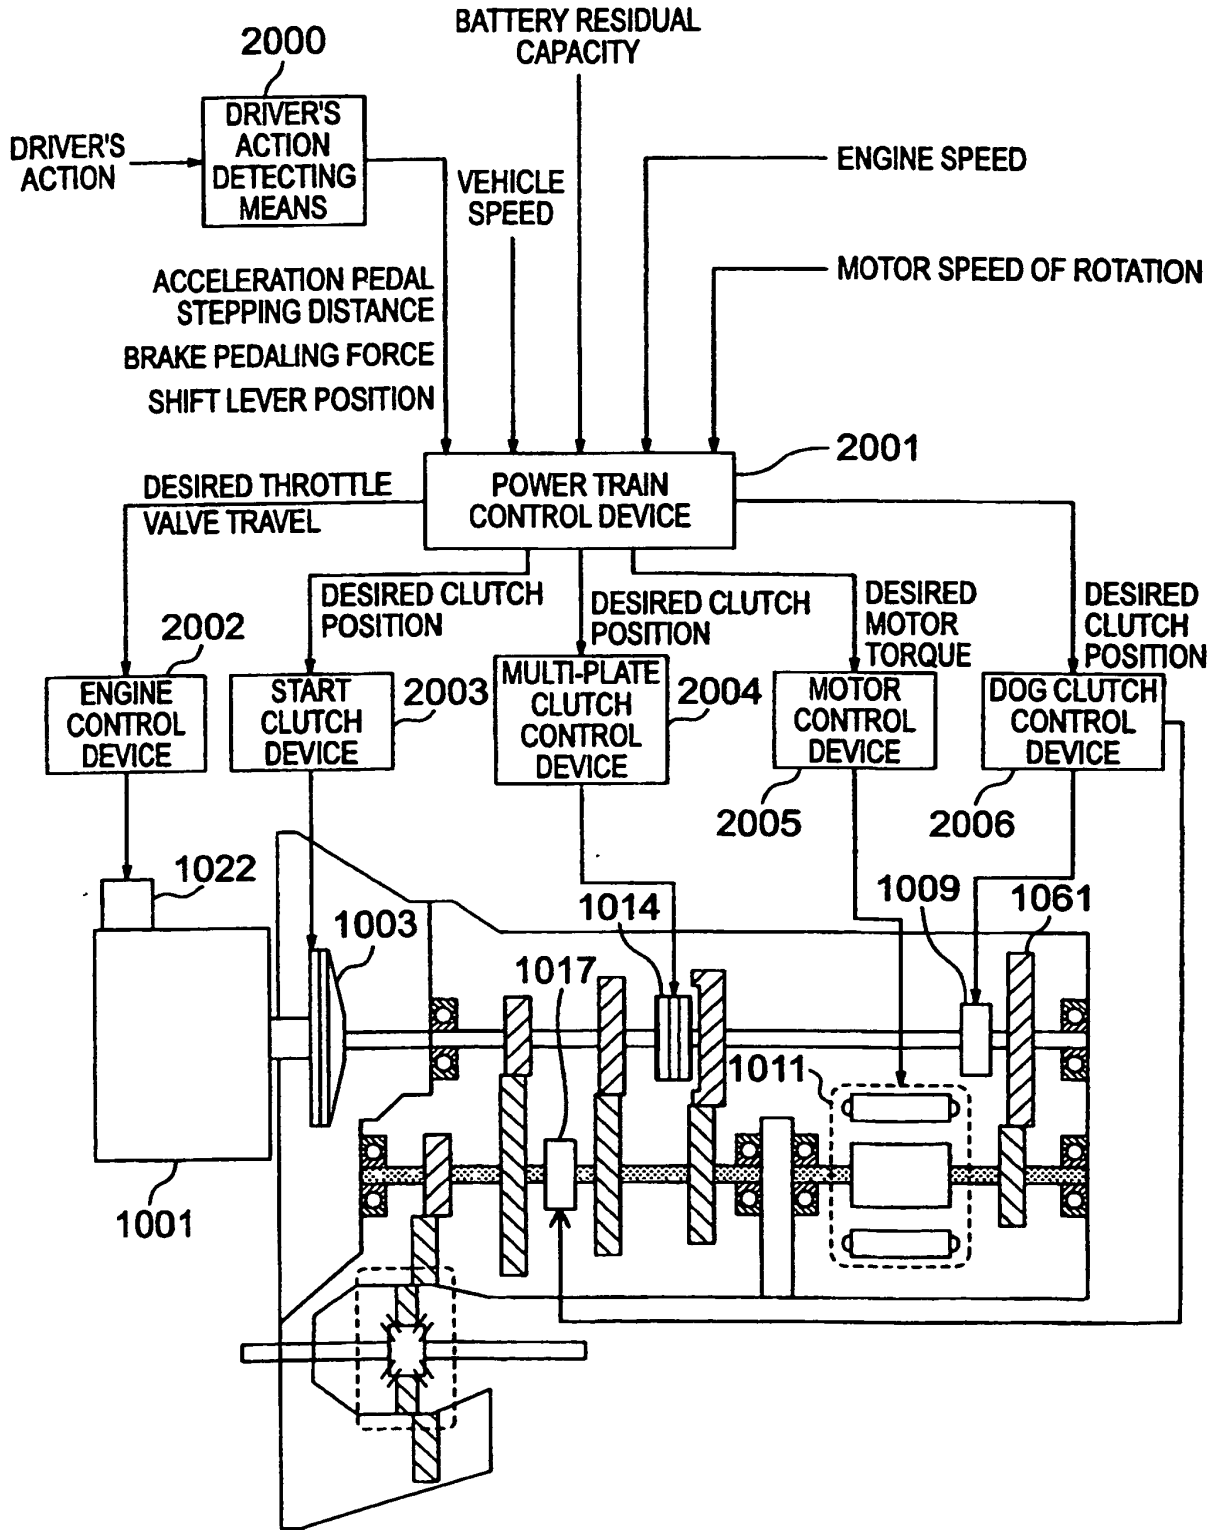 BATTERY RESIDUAL
CAPACITY
2000
DRIVER'S
ACTION
DETECTING
MEANS
DRIVER'S
ACTION
ENGINE SPEED
VEHICLE
SPEED
MOTOR SPEED OF ROTATION
ACCELERATION PEDAL
STEPPING DISTANCE
BRAKE PEDALING FORCE
SHIFT LEVER POSITION
2001
POWER TRAIN
CONTROL DEVICE
DESIRED THROTTLE
VALVE TRAVEL
DESIRED CLUTCH
POSITION
DESIRED CLUTCH
POSITION
DESIRED
MOTOR
TORQUE
DESIRED
CLUTCH
POSITION
2002
ENGINE
CONTROL
DEVICE
START
CLUTCH
DEVICE
2003
MULTI-PLATE
CLUTCH
CONTROL
DEVICE
2004
MOTOR
CONTROL
DEVICE
2005
DOG CLUTCH
CONTROL
DEVICE
2006
1022
1003
1014
1017
1009
1061
1011
1001